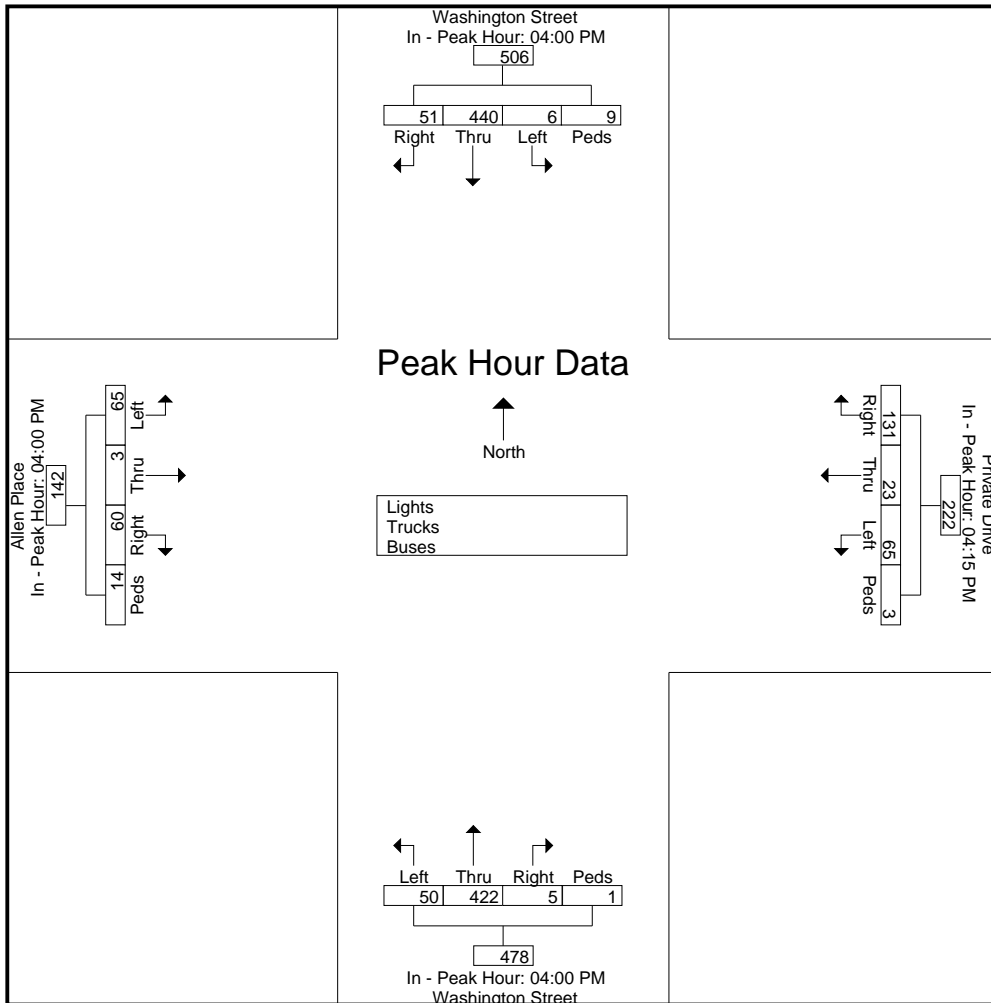 Washington Street
In - Peak Hour: 04:00 PM
506
51 440 6 9
Right Thru Left Peds
Peak Hour Data
North
Lights
Trucks
Buses
Allen Place
In - Peak Hour: 04:00 PM
142
65 3 60 14
Left Thru Right Peds
Private Drive
In - Peak Hour: 04:15 PM
222
131 23 65 3
Right Thru Left Peds
Left Thru Right Peds
50 422 5 1
478
In - Peak Hour: 04:00 PM
Washington Street